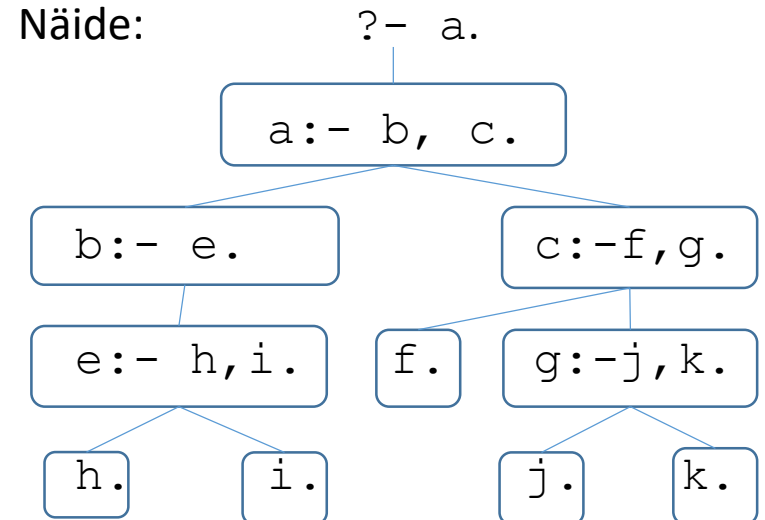 Näide:
?- a.
a:- b, c.
b:- e.
c:-f,g.
e:- h,i.
f.
g:-j,k.
h.
i.
j.
k.